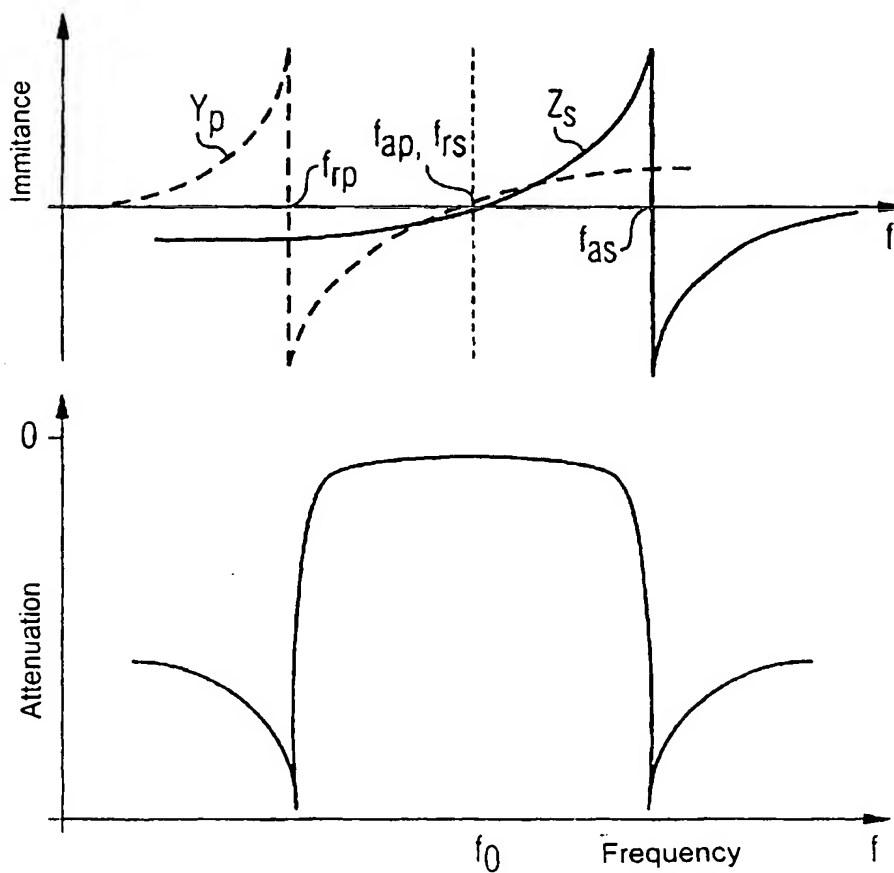 Immitance
Yp
frp
fap, frs
Zs
fas
f
0
Attenuation
f0
Frequency
f